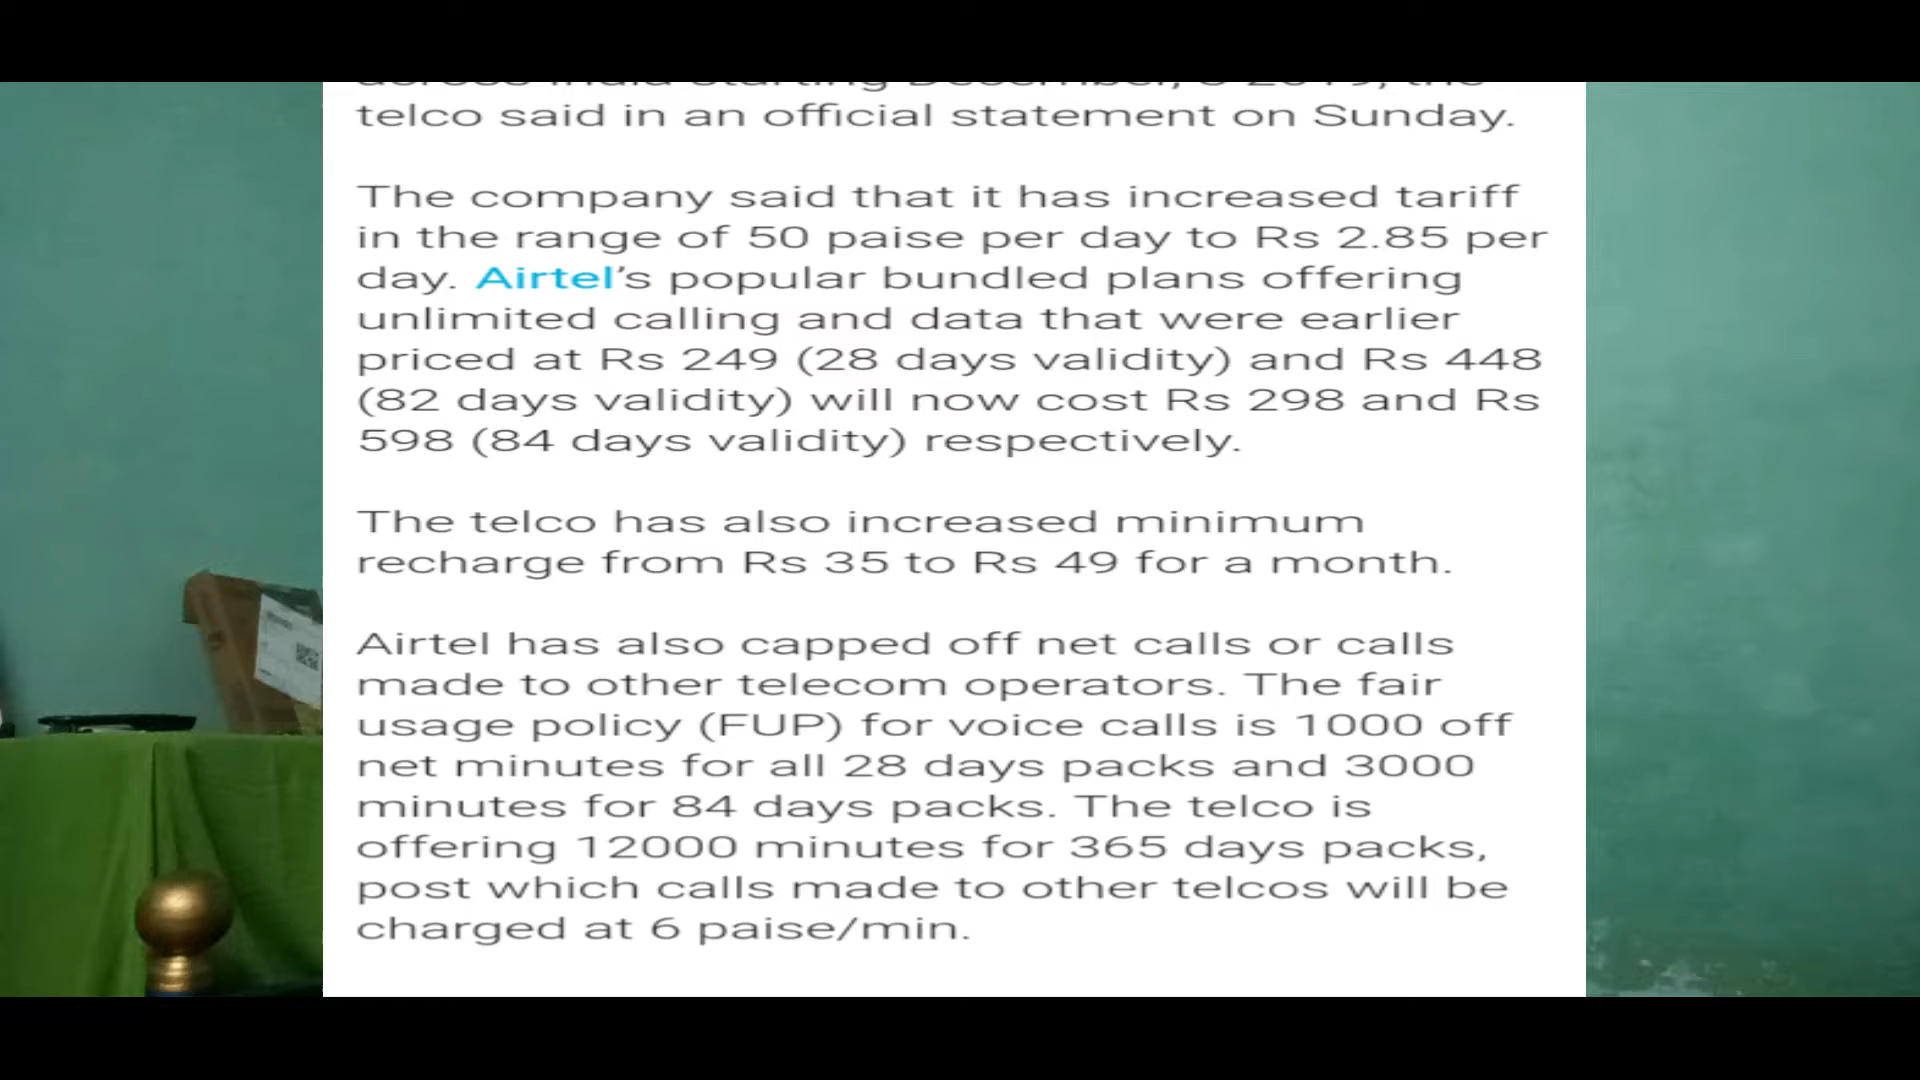 across India starting December, 3 2019, the
telco said in an official statement on Sunday.
The company said that it has increased tariff
in the range of 50 paise per day to Rs 2.85 per
day. Airtel’s popular bundled plans offering
unlimited calling and data that were earlier
priced at Rs 249 (28 days validity) and Rs 448
(82 days validity) will now cost Rs 298 and Rs
598 (84 days validity) respectively.
The telco has also increased minimum
recharge from Rs 35 to Rs 49 for a month.
Airtel has also capped off net calls or calls
made to other telecom operators. The fair
usage policy (FUP) for voice calls is 1000 off
net minutes for all 28 days packs and 3000
minutes for 84 days packs. The telco is
offering 12000 minutes for 365 days packs,
post which calls made to other telcos will be
charged at 6 paise/min.